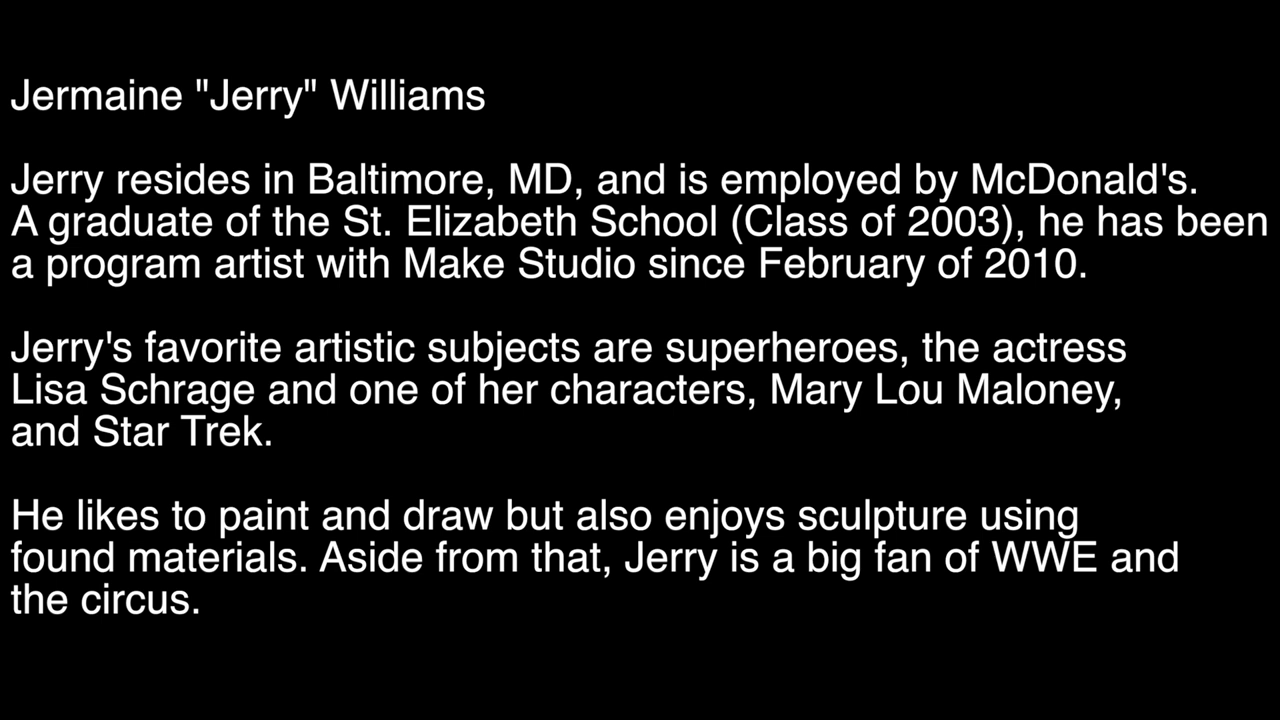 Jermaine "Jerry" Williams
Jerry resides in Baltimore, MD, and is employed by McDonald's.
A graduate of the St. Elizabeth School (Class of 2003), he has been
a program artist with Make Studio since February of 2010.
Jerry's favorite artistic subjects are superheroes, the actress
Lisa Schrage and one of her characters, Mary Lou Maloney,
and Star Trek.
He likes to paint and draw but also enjoys sculpture using
found materials. Aside from that, Jerry is a big fan of WWE and
the circus.